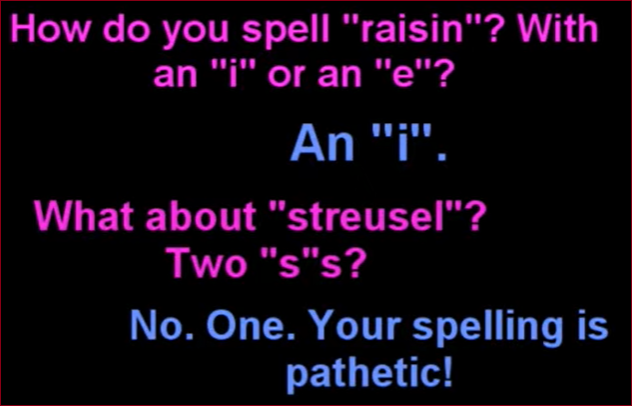 How do you spell "raisin"? With
an "i" or an "e"?
An "i".
What about "streusel"?
Two "s"s?
No. One. Your spelling is
pathetic!